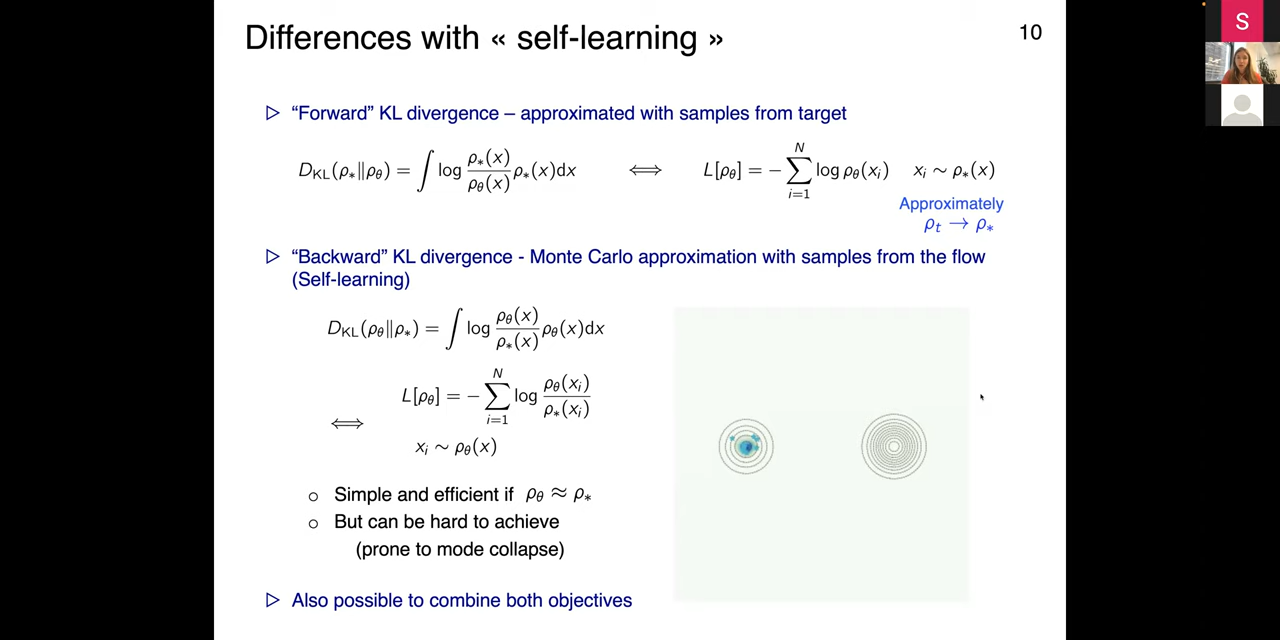 Differences with « self-learning »
10
S
▷ “Forward” KL divergence – approximated with samples from target
D_KL(ρ_*‖ρ_θ) = ∫ log ρ_*(x)/ρ_θ(x) ρ_*(x)dx ⟺ L[ρ_θ] = − ∑_{i=1}^{N} log ρ_θ(x_i) x_i ∼ ρ_*(x)
Approximately
ρ_t → ρ_*
▷ “Backward” KL divergence - Monte Carlo approximation with samples from the flow
(Self-learning)
D_KL(ρ_θ‖ρ_*) = ∫ log ρ_θ(x)/ρ_*(x) ρ_θ(x)dx
⟺ L[ρ_θ] = − ∑_{i=1}^{N} log ρ_θ(x_i)/ρ_*(x_i)
x_i ∼ ρ_θ(x)
○ Simple and efficient if ρ_θ ≈ ρ_*
○ But can be hard to achieve
(prone to mode collapse)
▷ Also possible to combine both objectives